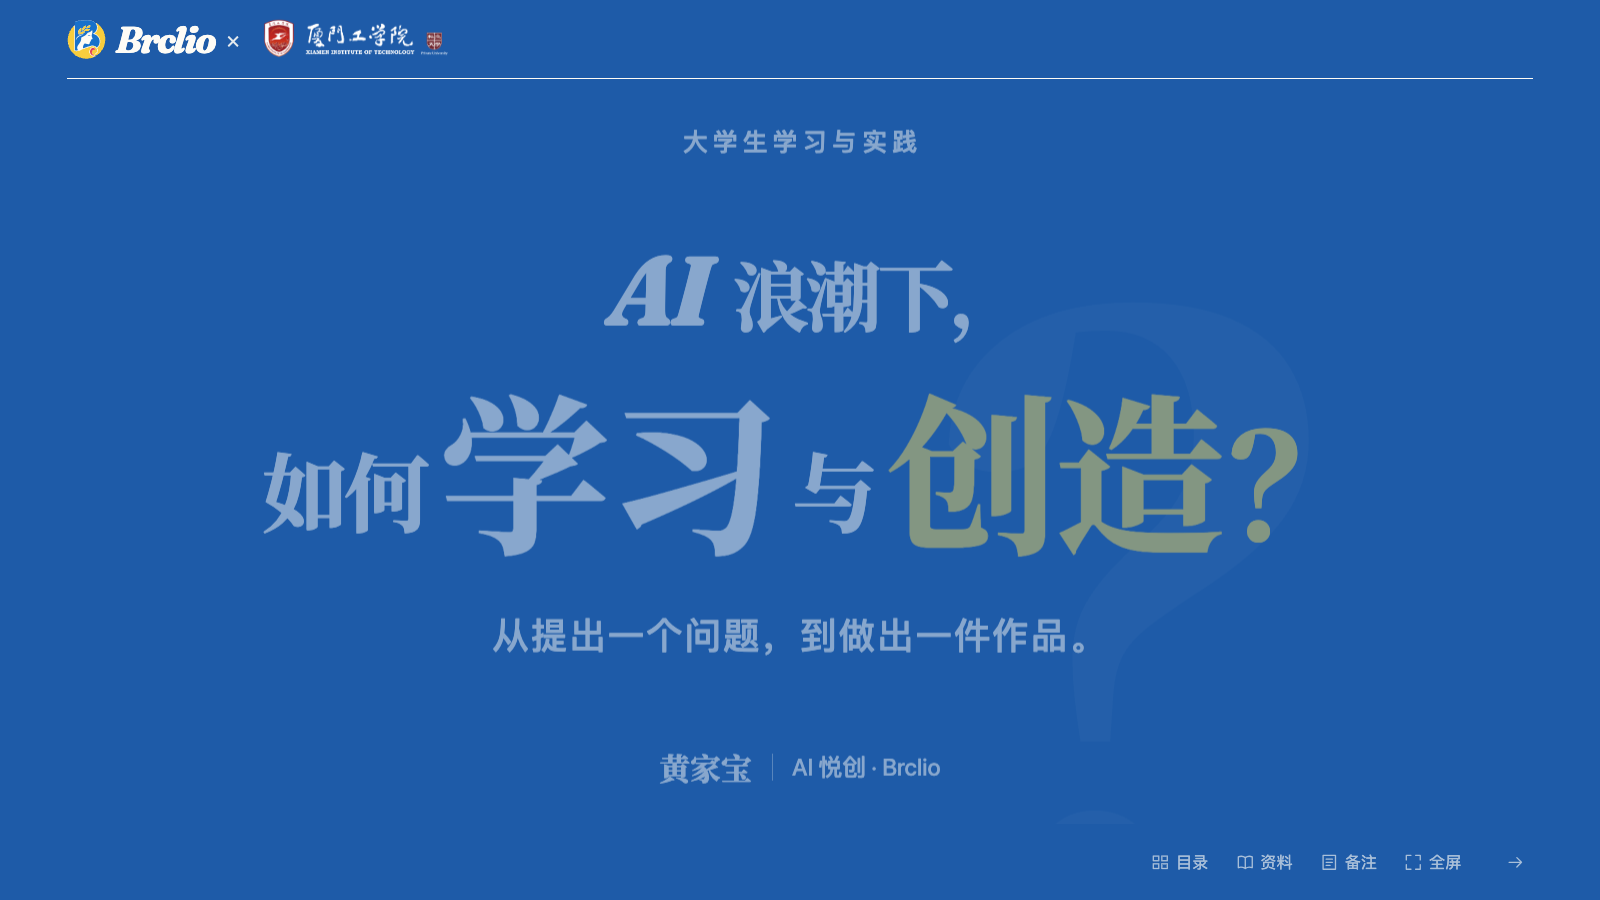 Brclio × 厦門工学院
XIAMEN INSTITUTE OF TECHNOLOGY
大学生学习与实践
AI 浪潮下，
如何学习与创造？
从提出一个问题，到做出一件作品。
黄家宝 | AI 悦创 · Brclio
目录 资料 备注 全屏 →